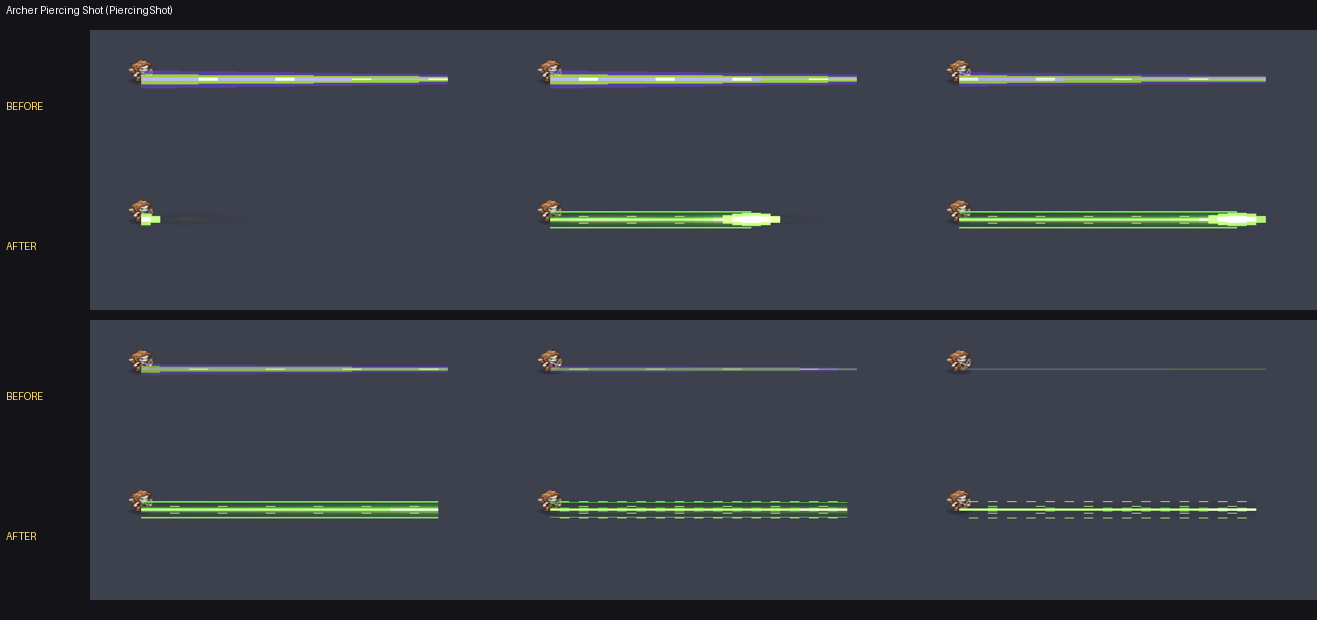 Archer Piercing Shot (PiercingShot)
BEFORE
AFTER
BEFORE
AFTER